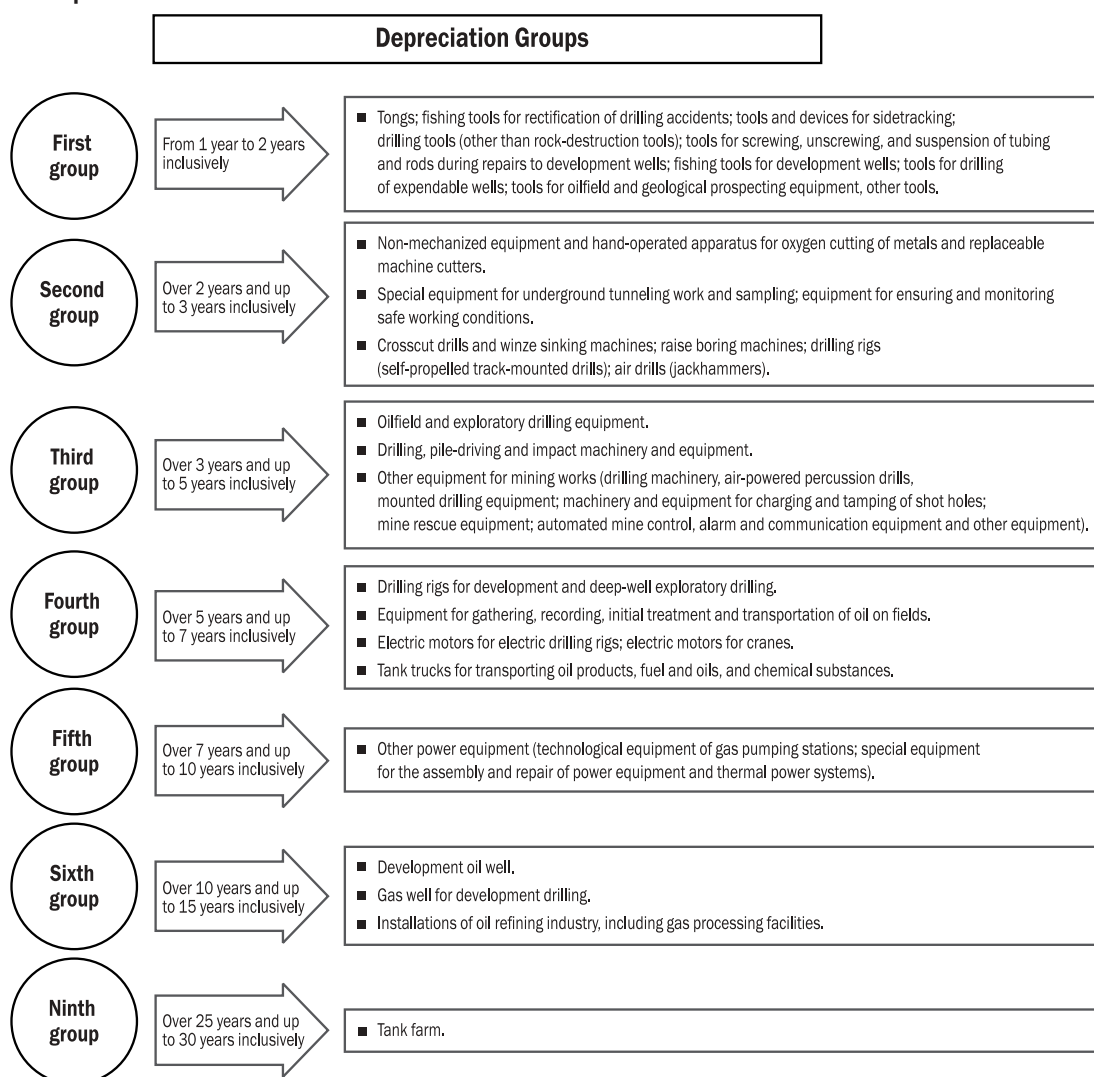 Depreciation Groups
First
group
From 1 year to 2 years
inclusively
■ Tongs; fishing tools for rectification of drilling accidents; tools and devices for sidetracking;
drilling tools (other than rock-destruction tools); tools for screwing, unscrewing, and suspension of tubing
and rods during repairs to development wells; fishing tools for development wells; tools for drilling
of expendable wells; tools for oilfield and geological prospecting equipment, other tools.
Second
group
Over 2 years and up
to 3 years inclusively
■ Non-mechanized equipment and hand-operated apparatus for oxygen cutting of metals and replaceable
machine cutters.
■ Special equipment for underground tunneling work and sampling; equipment for ensuring and monitoring
safe working conditions.
■ Crosscut drills and winze sinking machines; raise boring machines; drilling rigs
(self-propelled track-mounted drills); air drills (jackhammers).
Third
group
Over 3 years and up
to 5 years inclusively
■ Oilfield and exploratory drilling equipment.
■ Drilling, pile-driving and impact machinery and equipment.
■ Other equipment for mining works (drilling machinery, air-powered percussion drills,
mounted drilling equipment; machinery and equipment for charging and tamping of shot holes;
mine rescue equipment; automated mine control, alarm and communication equipment and other equipment).
Fourth
group
Over 5 years and up
to 7 years inclusively
■ Drilling rigs for development and deep-well exploratory drilling.
■ Equipment for gathering, recording, initial treatment and transportation of oil on fields.
■ Electric motors for electric drilling rigs; electric motors for cranes.
■ Tank trucks for transporting oil products, fuel and oils, and chemical substances.
Fifth
group
Over 7 years and up
to 10 years inclusively
■ Other power equipment (technological equipment of gas pumping stations; special equipment
for the assembly and repair of power equipment and thermal power systems).
Sixth
group
Over 10 years and up
to 15 years inclusively
■ Development oil well.
■ Gas well for development drilling.
■ Installations of oil refining industry, including gas processing facilities.
Ninth
group
Over 25 years and up
to 30 years inclusively
■ Tank farm.